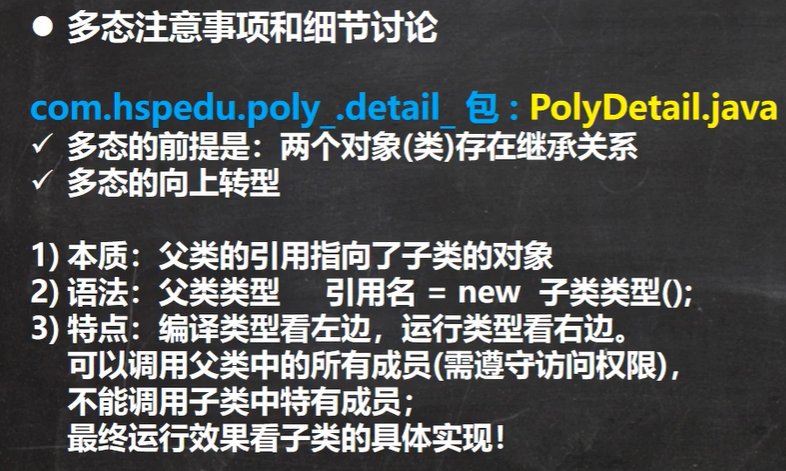 ● 多态注意事项和细节讨论
com.hspedu.poly_.detail_ 包 : PolyDetail.java
✓ 多态的前提是：两个对象(类)存在继承关系
✓ 多态的向上转型
1) 本质：父类的引用指向了子类的对象
2) 语法：父类类型 引用名 = new 子类类型();
3) 特点：编译类型看左边，运行类型看右边。
可以调用父类中的所有成员(需遵守访问权限)，
不能调用子类中特有成员；
最终运行效果看子类的具体实现！